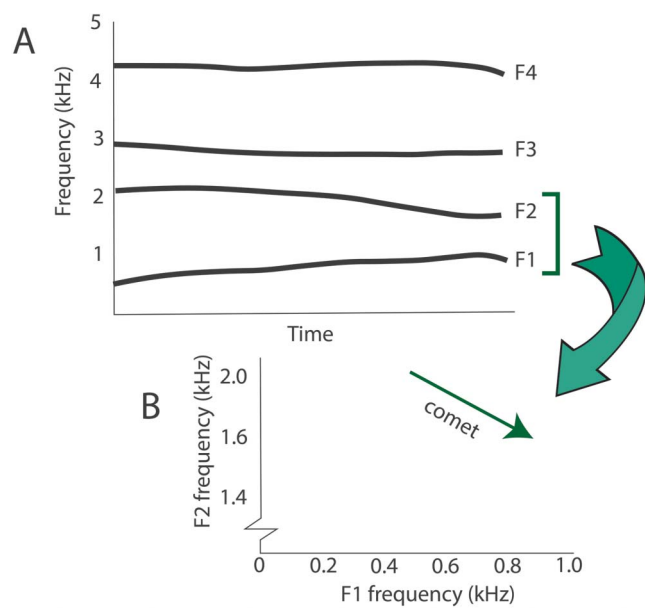 A
5
4
3
2
1
Frequency (kHz)
F4
F3
F2
F1
Time
B
2.0
1.6
1.4
F2 frequency (kHz)
comet
0 0.2 0.4 0.6 0.8 1.0
F1 frequency (kHz)